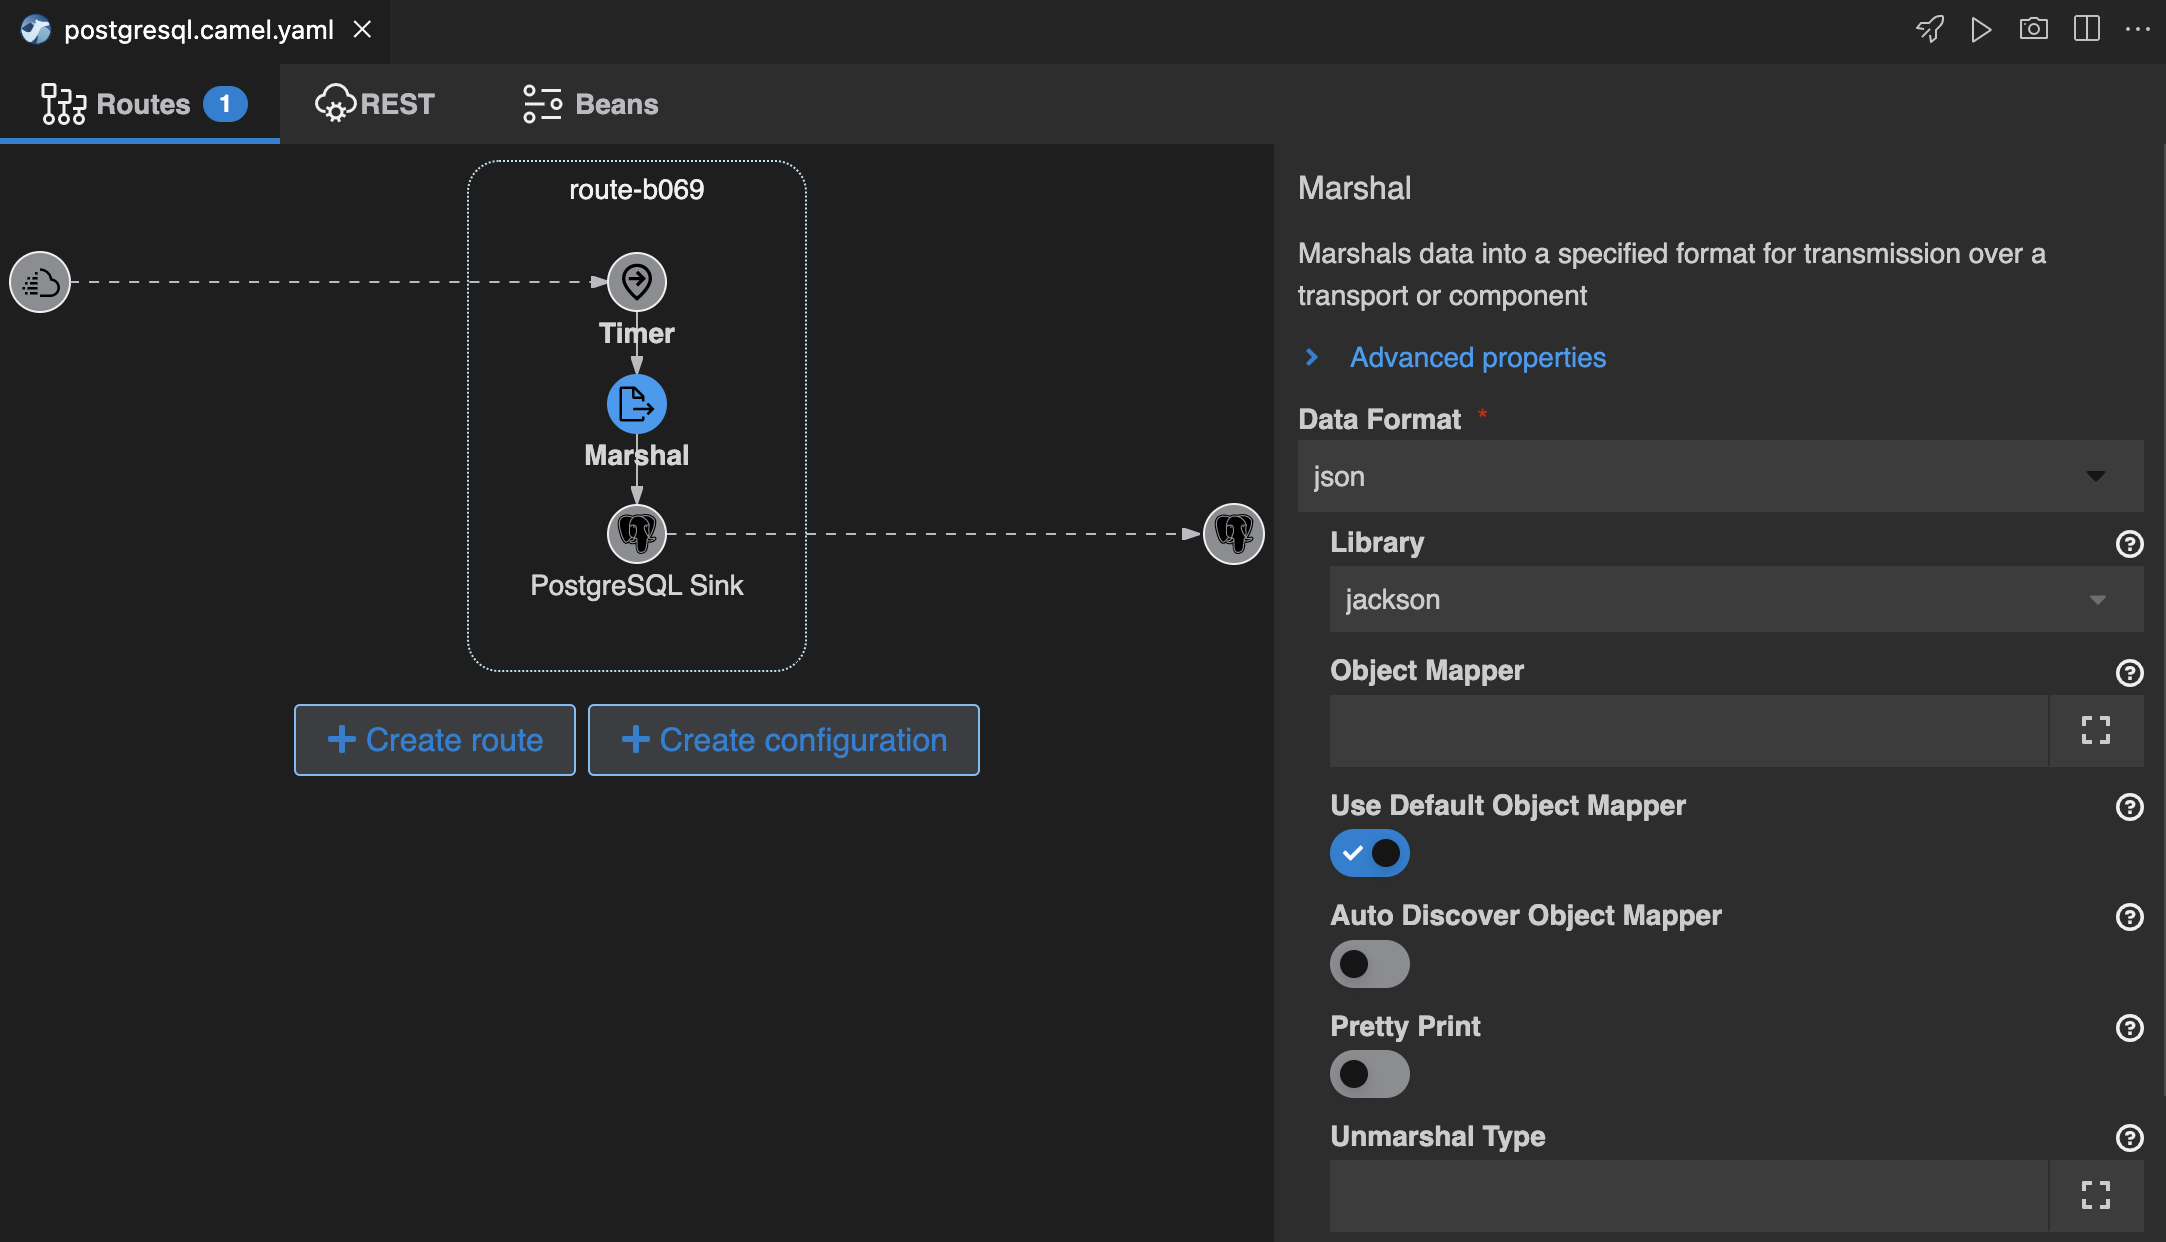 postgresql.camel.yaml
Routes 1
REST
Beans
route-b069
Timer
Marshal
PostgreSQL Sink
Create route
Create configuration
Marshal
Marshals data into a specified format for transmission over a
transport or component
Advanced properties
Data Format *
json
Library
jackson
Object Mapper
Use Default Object Mapper
Auto Discover Object Mapper
Pretty Print
Unmarshal Type